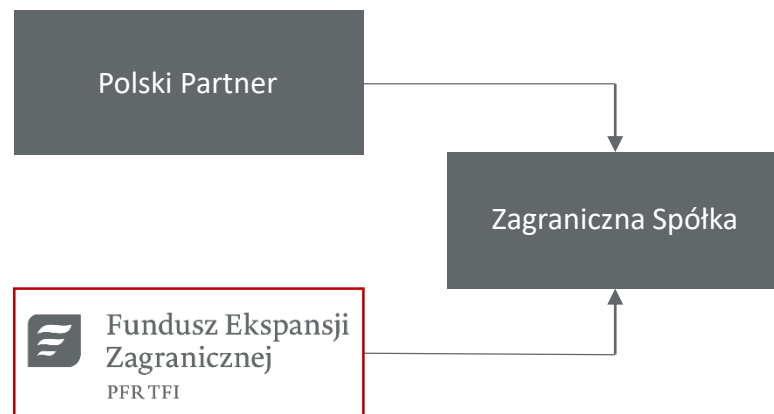 Polski Partner
Zagraniczna Spółka
Fundusz Ekspansji
Zagranicznej
PFR TFI